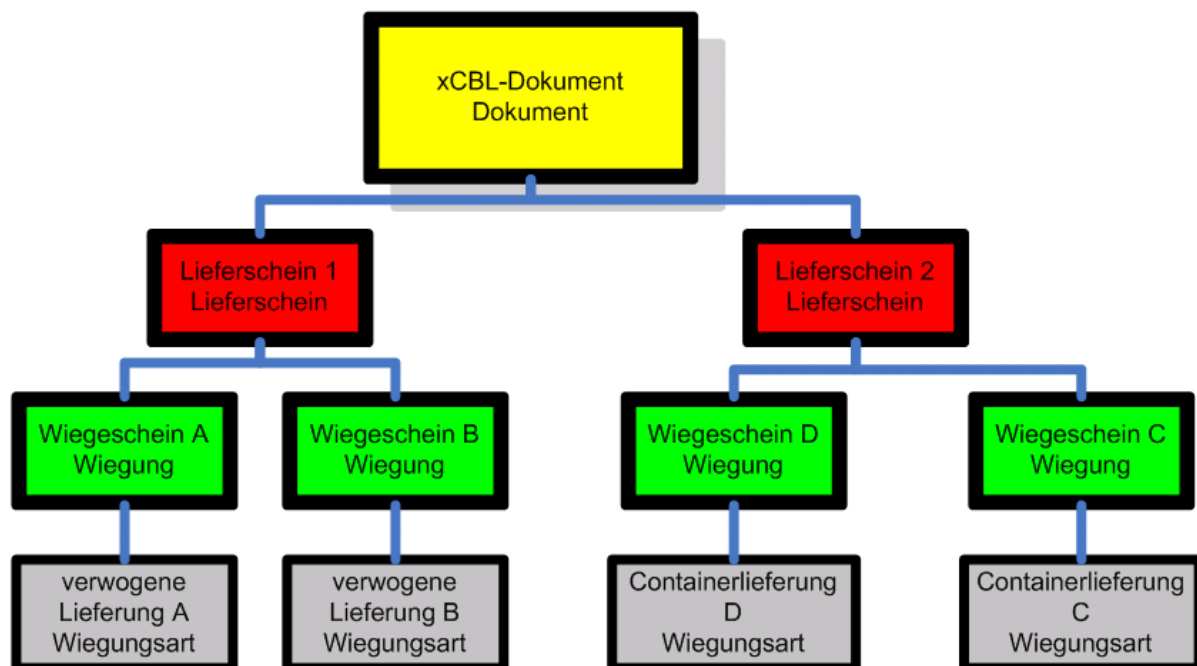 xCBL-Dokument
Dokument
Lieferschein 1
Lieferschein
Lieferschein 2
Lieferschein
Wiegeschein A
Wiegung
Wiegeschein B
Wiegung
Wiegeschein D
Wiegung
Wiegeschein C
Wiegung
verwogene
Lieferung A
Wiegungsart
verwogene
Lieferung B
Wiegungsart
Containerlieferung
D
Wiegungsart
Containerlieferung
C
Wiegungsart